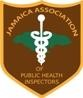 JAMAICA ASSOCIATION
OF
PUBLIC HEALTH
INSPECTORS